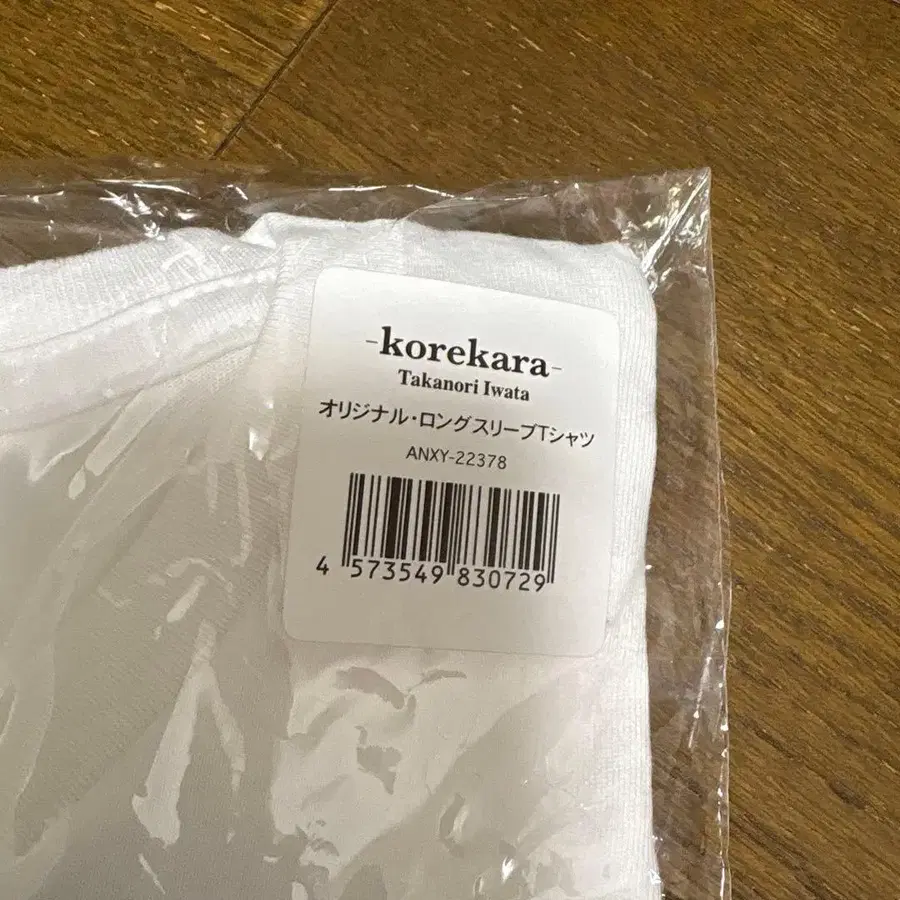 -korekara-
Takanori Iwata
オリジナル・ロングスリーブTシャツ
ANXY-22378
4 573549 830729